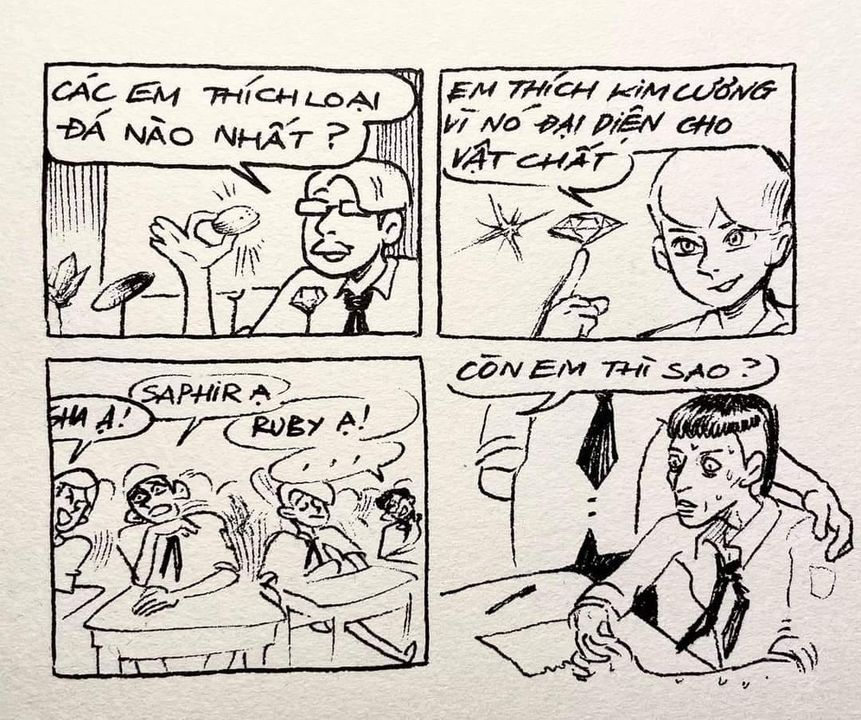 CÁC EM THÍCH LOẠI
ĐÁ NÀO NHẤT?
EM THÍCH KIM CƯƠNG
VÌ NÓ ĐẠI DIỆN CHO
VẬT CHẤT
Ạ!
SAPHIR Ạ
RUBY Ạ!
. . . .
CÒN EM THÌ SAO?